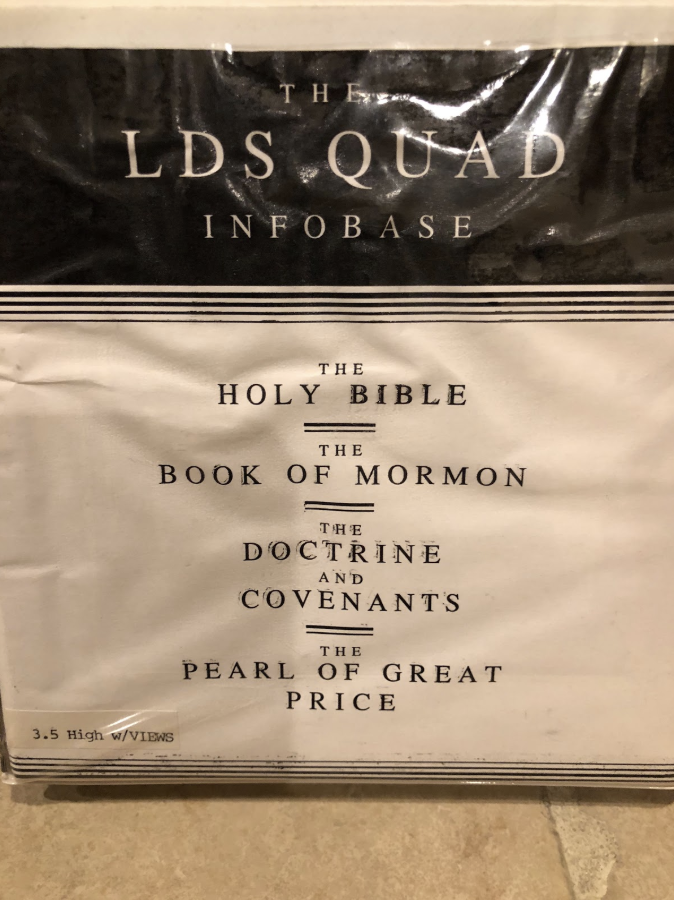 THE
LDS QUAD
INFOBASE
THE
HOLY BIBLE
THE
BOOK OF MORMON
THE
DOCTRINE
AND
COVENANTS
THE
PEARL OF GREAT
PRICE
3.5 High w/VIEWS